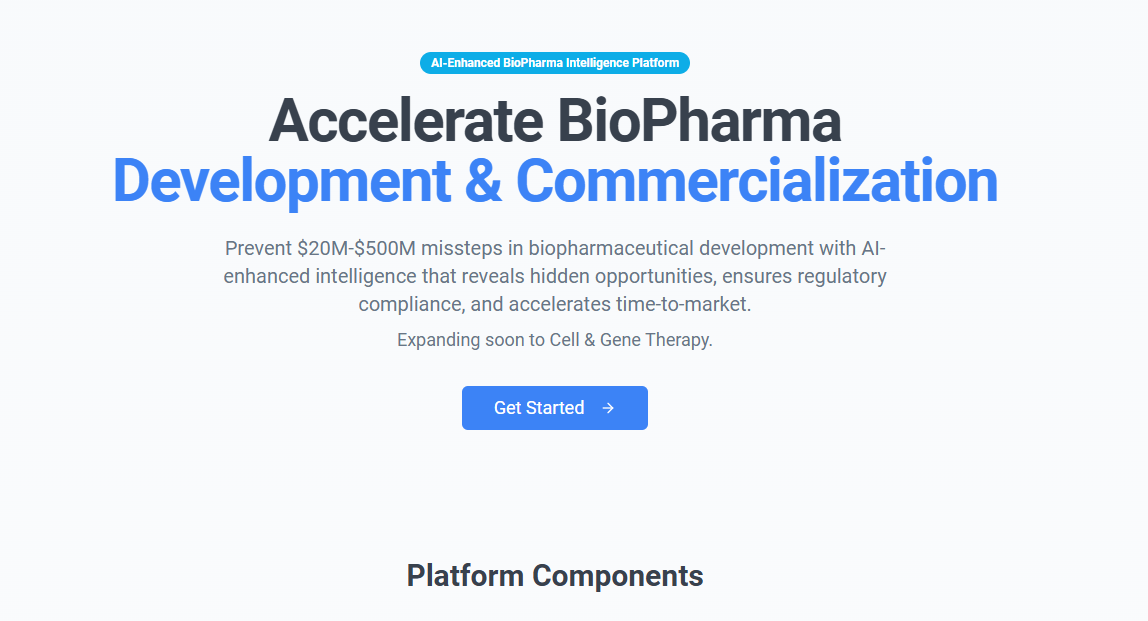 AI-Enhanced BioPharma Intelligence Platform
Accelerate BioPharma
Development & Commercialization
Prevent $20M-$500M missteps in biopharmaceutical development with AI-
enhanced intelligence that reveals hidden opportunities, ensures regulatory
compliance, and accelerates time-to-market.
Expanding soon to Cell & Gene Therapy.
Get Started →
Platform Components